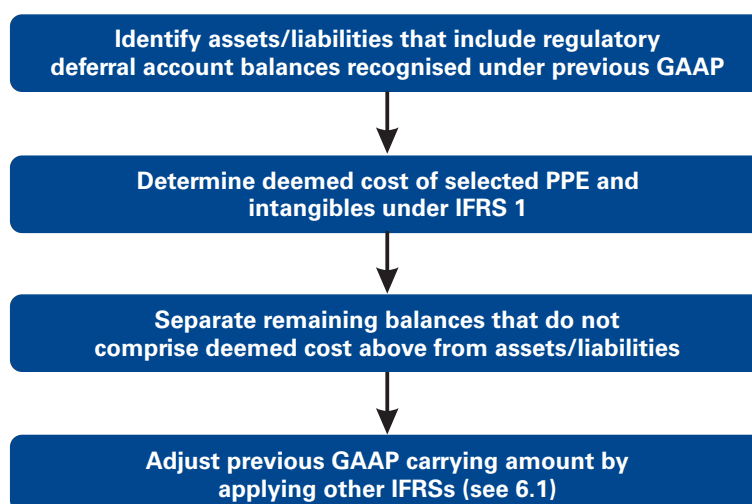 Identify assets/liabilities that include regulatory
deferral account balances recognised under previous GAAP
Determine deemed cost of selected PPE and
intangibles under IFRS 1
Separate remaining balances that do not
comprise deemed cost above from assets/liabilities
Adjust previous GAAP carrying amount by
applying other IFRSs (see 6.1)